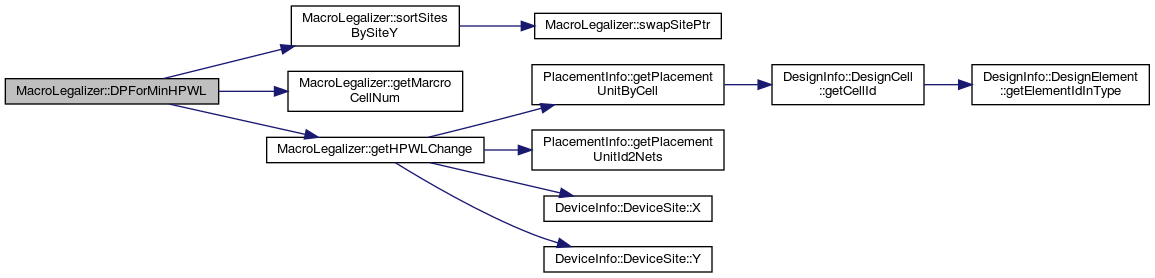 MacroLegalizer::DPForMinHPWL
MacroLegalizer::sortSites
BySiteY
MacroLegalizer::swapSitePtr
MacroLegalizer::getMarcro
CellNum
MacroLegalizer::getHPWLChange
PlacementInfo::getPlacement
UnitByCell
DesignInfo::DesignCell
::getCellId
DesignInfo::DesignElement
::getElementIdInType
PlacementInfo::getPlacement
UnitId2Nets
DeviceInfo::DeviceSite::X
DeviceInfo::DeviceSite::Y